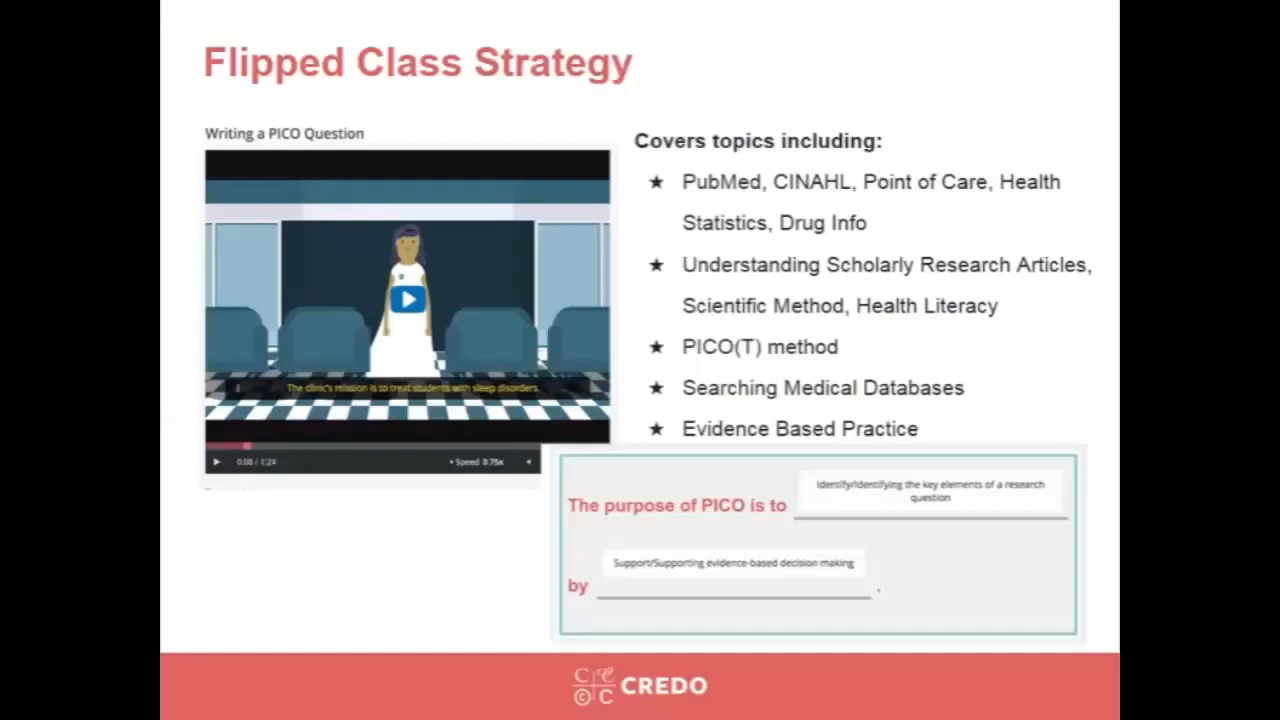 Flipped Class Strategy
Writing a PICO Question
The clinic's mission is to treat students with sleep disorders.
0:08 / 1:24
Speed 0.75x
Covers topics including:
★ PubMed, CINAHL, Point of Care, Health
Statistics, Drug Info
★ Understanding Scholarly Research Articles,
Scientific Method, Health Literacy
★ PICO(T) method
★ Searching Medical Databases
★ Evidence Based Practice
The purpose of PICO is to
Identify/Identifying the key elements of a research
question
by
Support/Supporting evidence-based decision making
.
CREDO